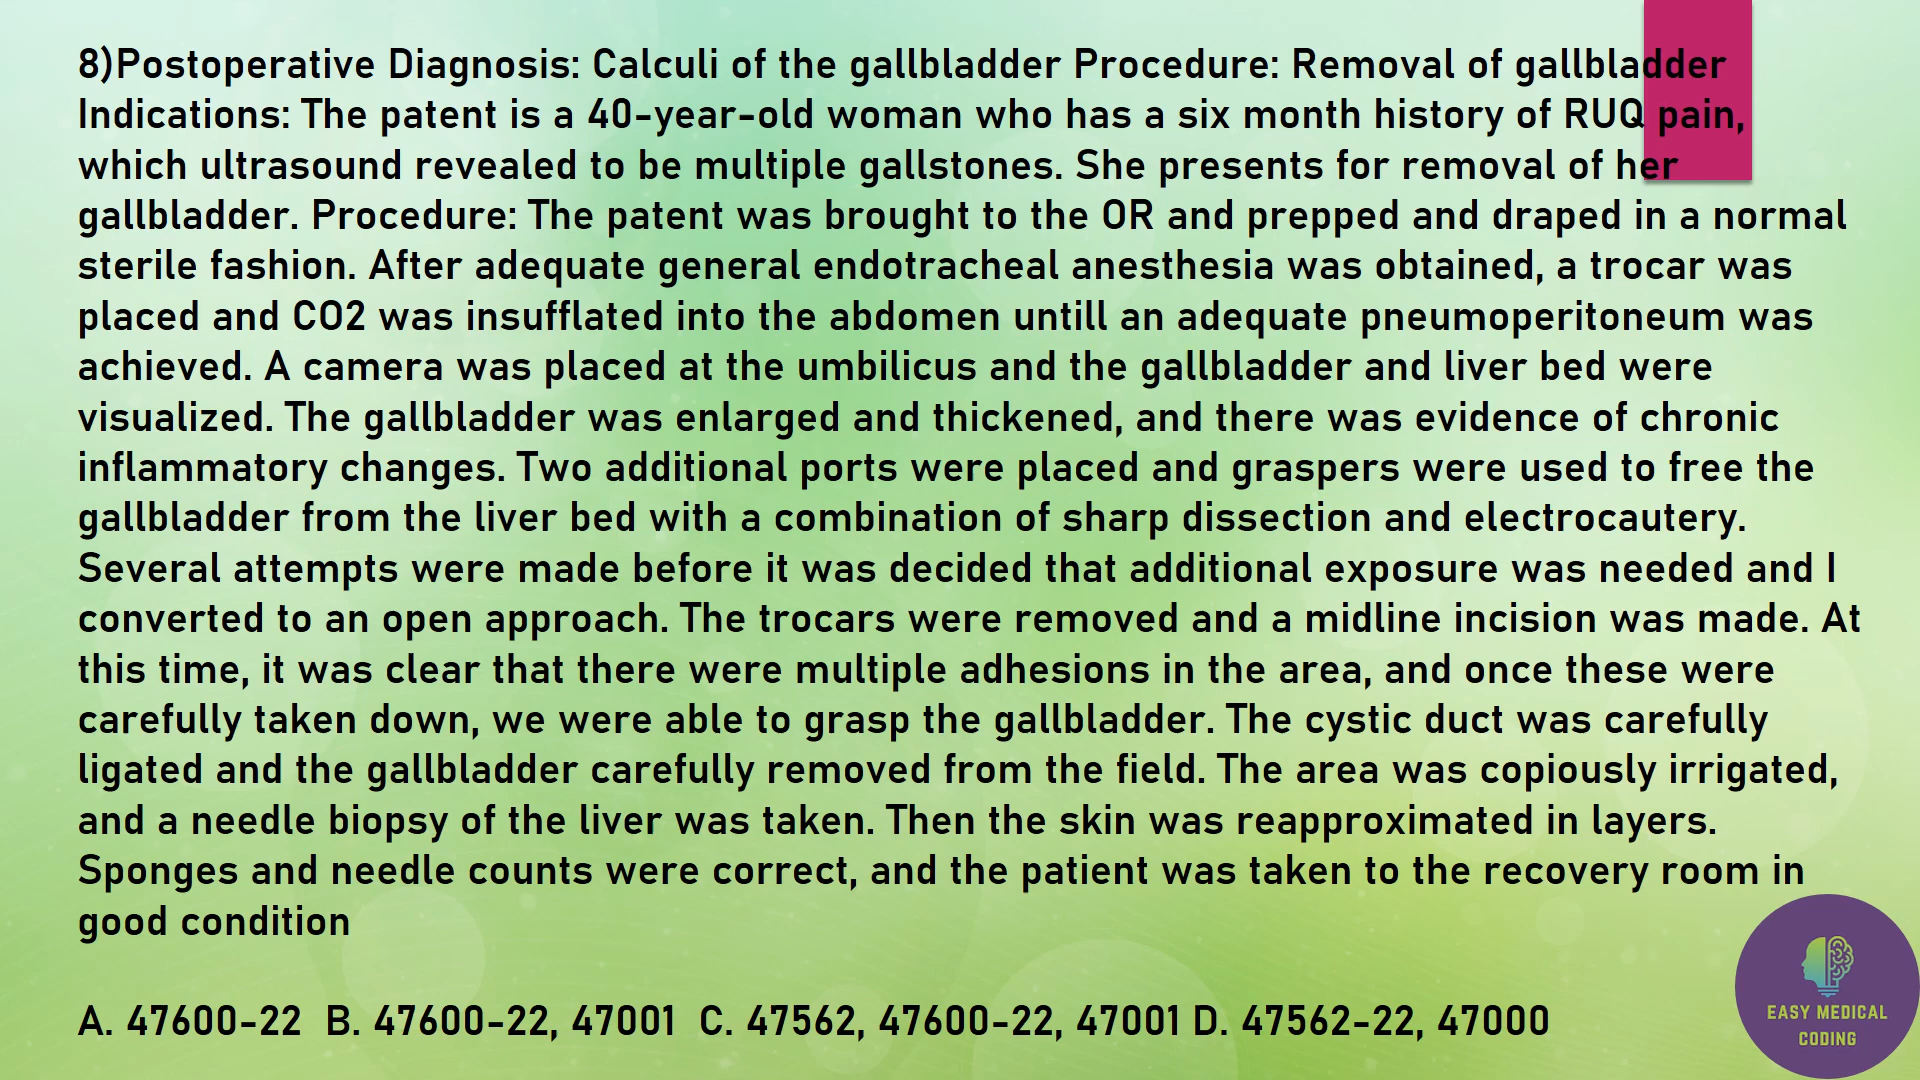 8)Postoperative Diagnosis: Calculi of the gallbladder Procedure: Removal of gallbladder
Indications: The patent is a 40-year-old woman who has a six month history of RUQ pain,
which ultrasound revealed to be multiple gallstones. She presents for removal of her
gallbladder. Procedure: The patent was brought to the OR and prepped and draped in a normal
sterile fashion. After adequate general endotracheal anesthesia was obtained, a trocar was
placed and CO2 was insufflated into the abdomen untill an adequate pneumoperitoneum was
achieved. A camera was placed at the umbilicus and the gallbladder and liver bed were
visualized. The gallbladder was enlarged and thickened, and there was evidence of chronic
inflammatory changes. Two additional ports were placed and graspers were used to free the
gallbladder from the liver bed with a combination of sharp dissection and electrocautery.
Several attempts were made before it was decided that additional exposure was needed and I
converted to an open approach. The trocars were removed and a midline incision was made. At
this time, it was clear that there were multiple adhesions in the area, and once these were
carefully taken down, we were able to grasp the gallbladder. The cystic duct was carefully
ligated and the gallbladder carefully removed from the field. The area was copiously irrigated,
and a needle biopsy of the liver was taken. Then the skin was reapproximated in layers.
Sponges and needle counts were correct, and the patient was taken to the recovery room in
good condition
A. 47600-22 B. 47600-22, 47001 C. 47562, 47600-22, 47001 D. 47562-22, 47000
EASY MEDICAL
CODING